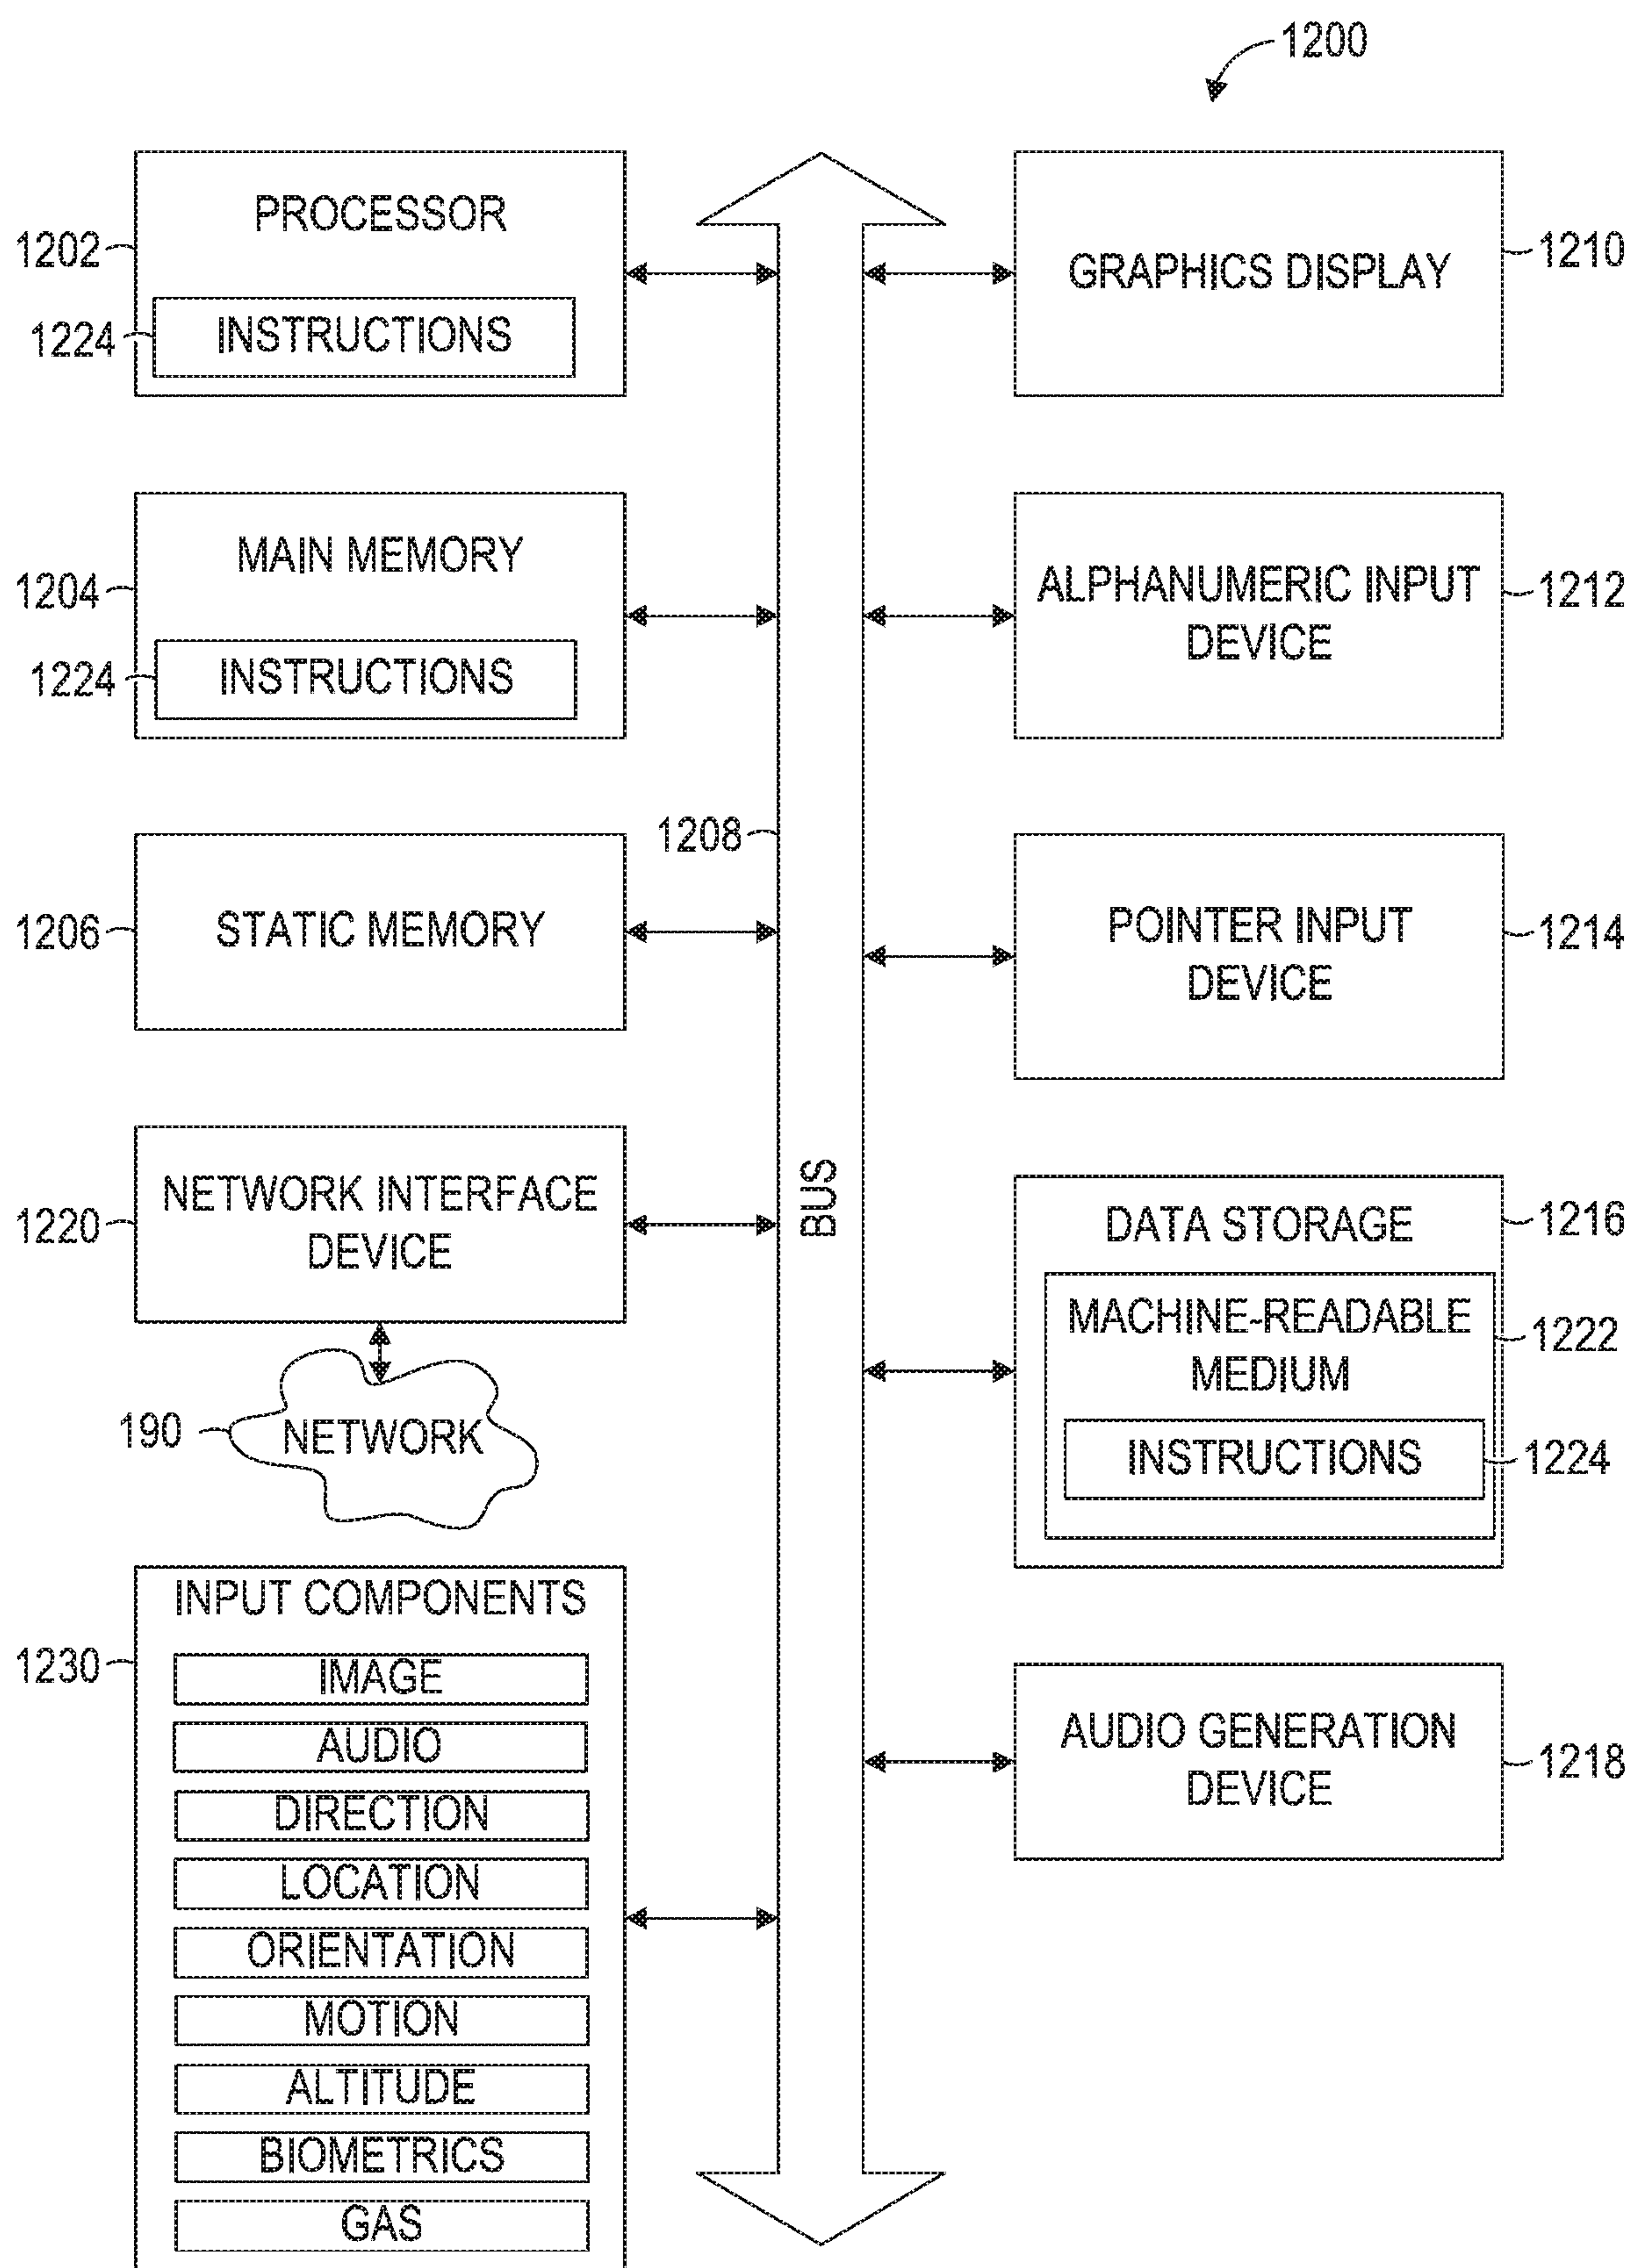 1200
PROCESSOR
1202
1224
INSTRUCTIONS
MAIN MEMORY
1204
1224
INSTRUCTIONS
1206
STATIC MEMORY
NETWORK INTERFACE
DEVICE
1220
190
NETWORK
INPUT COMPONENTS
1230
IMAGE
AUDIO
DIRECTION
LOCATION
ORIENTATION
MOTION
ALTITUDE
BIOMETRICS
GAS
1208
BUS
GRAPHICS DISPLAY
1210
ALPHANUMERIC INPUT
DEVICE
1212
POINTER INPUT
DEVICE
1214
DATA STORAGE
1216
MACHINE-READABLE
MEDIUM
1222
INSTRUCTIONS
1224
AUDIO GENERATION
DEVICE
1218